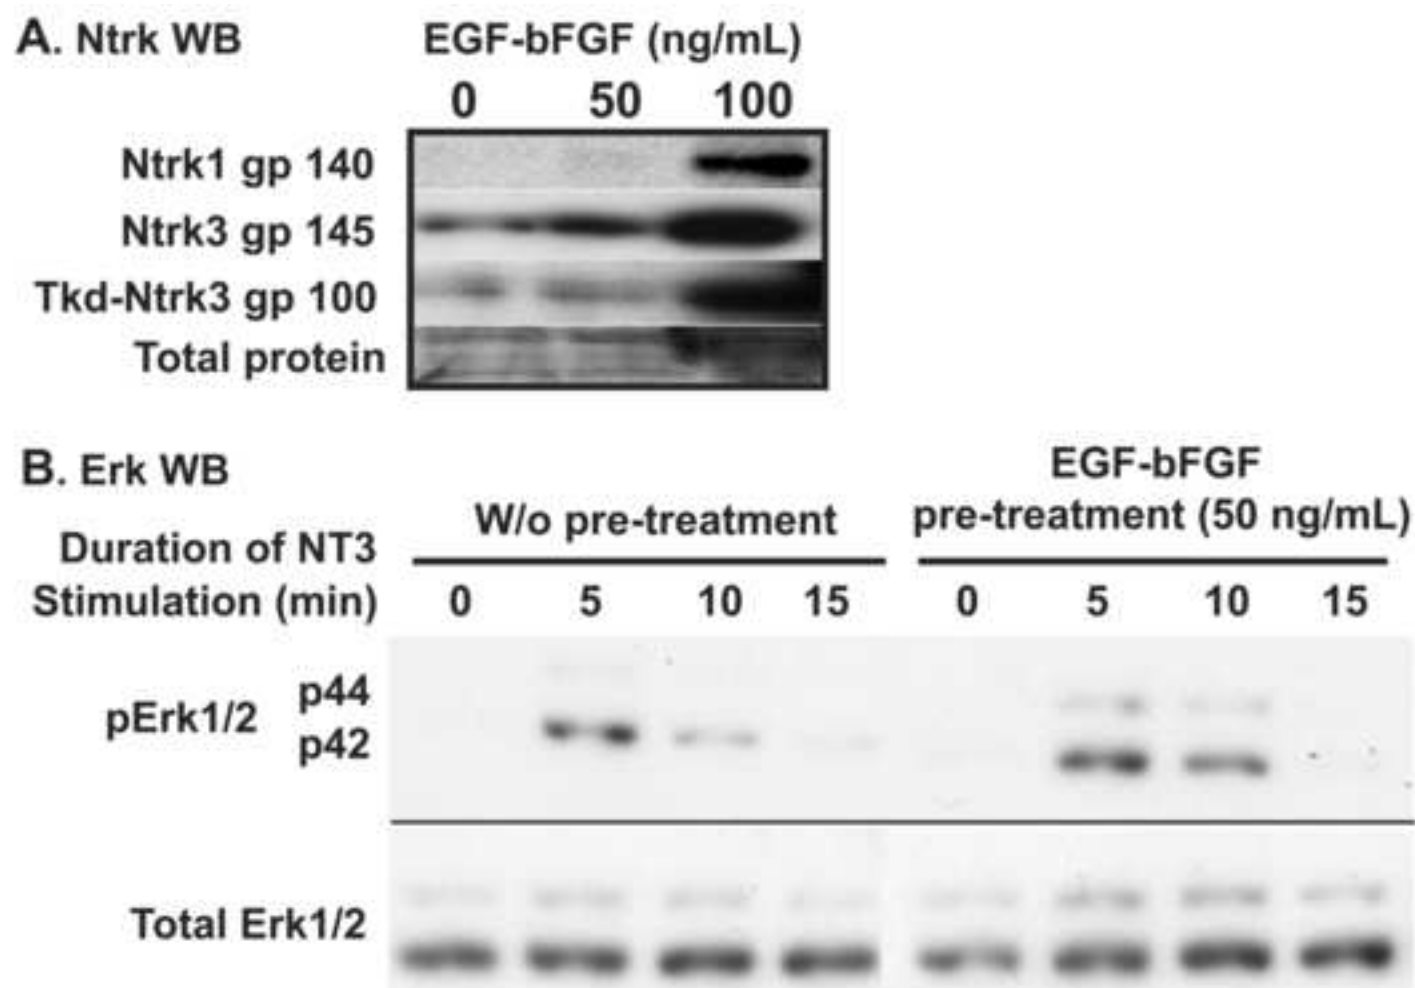 A. Ntrk WB
EGF-bFGF (ng/mL)
0 50 100
Ntrk1 gp 140
Ntrk3 gp 145
Tkd-Ntrk3 gp 100
Total protein
B. Erk WB
EGF-bFGF
W/o pre-treatment
pre-treatment (50 ng/mL)
Duration of NT3
Stimulation (min)
0 5 10 15 0 5 10 15
pErk1/2
p44
p42
Total Erk1/2